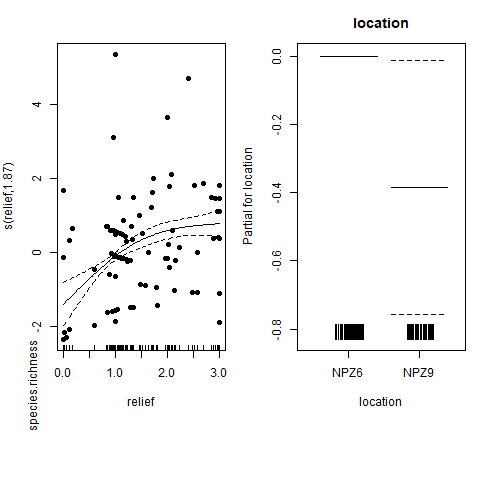 location
s(relief,1.87)
species.richness
-2
0
2
4
0.0
1.0
2.0
3.0
relief
Partial for location
0.0
-0.2
-0.4
-0.6
-0.8
NPZ6
NPZ9
location